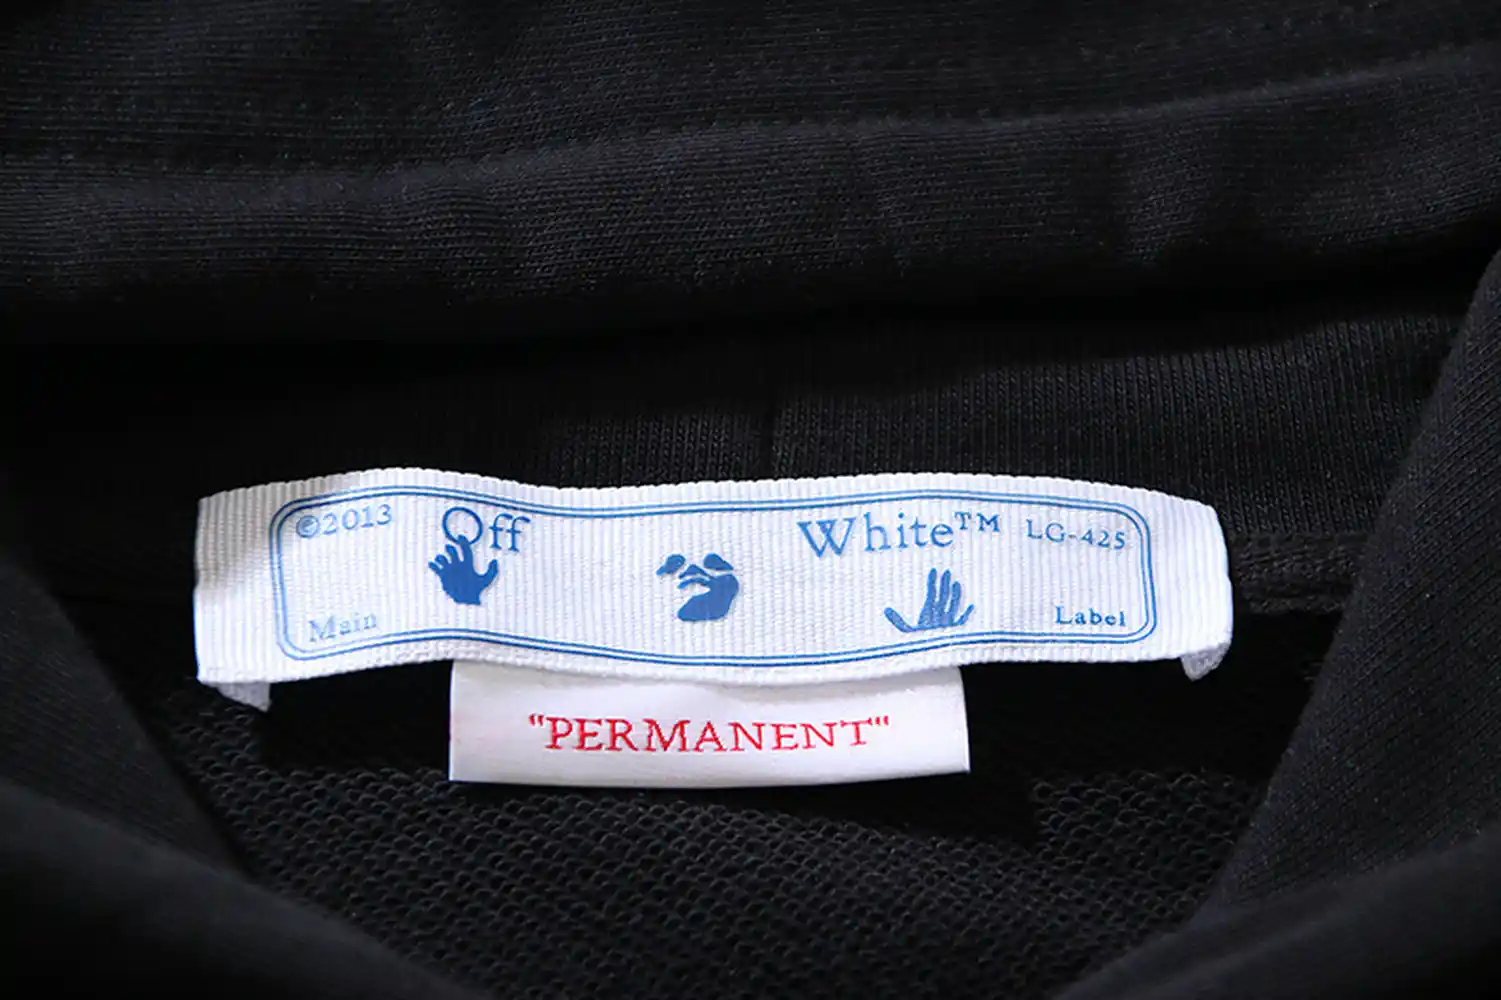 ©2013 Off White™ LG-425
Main Label
"PERMANENT"